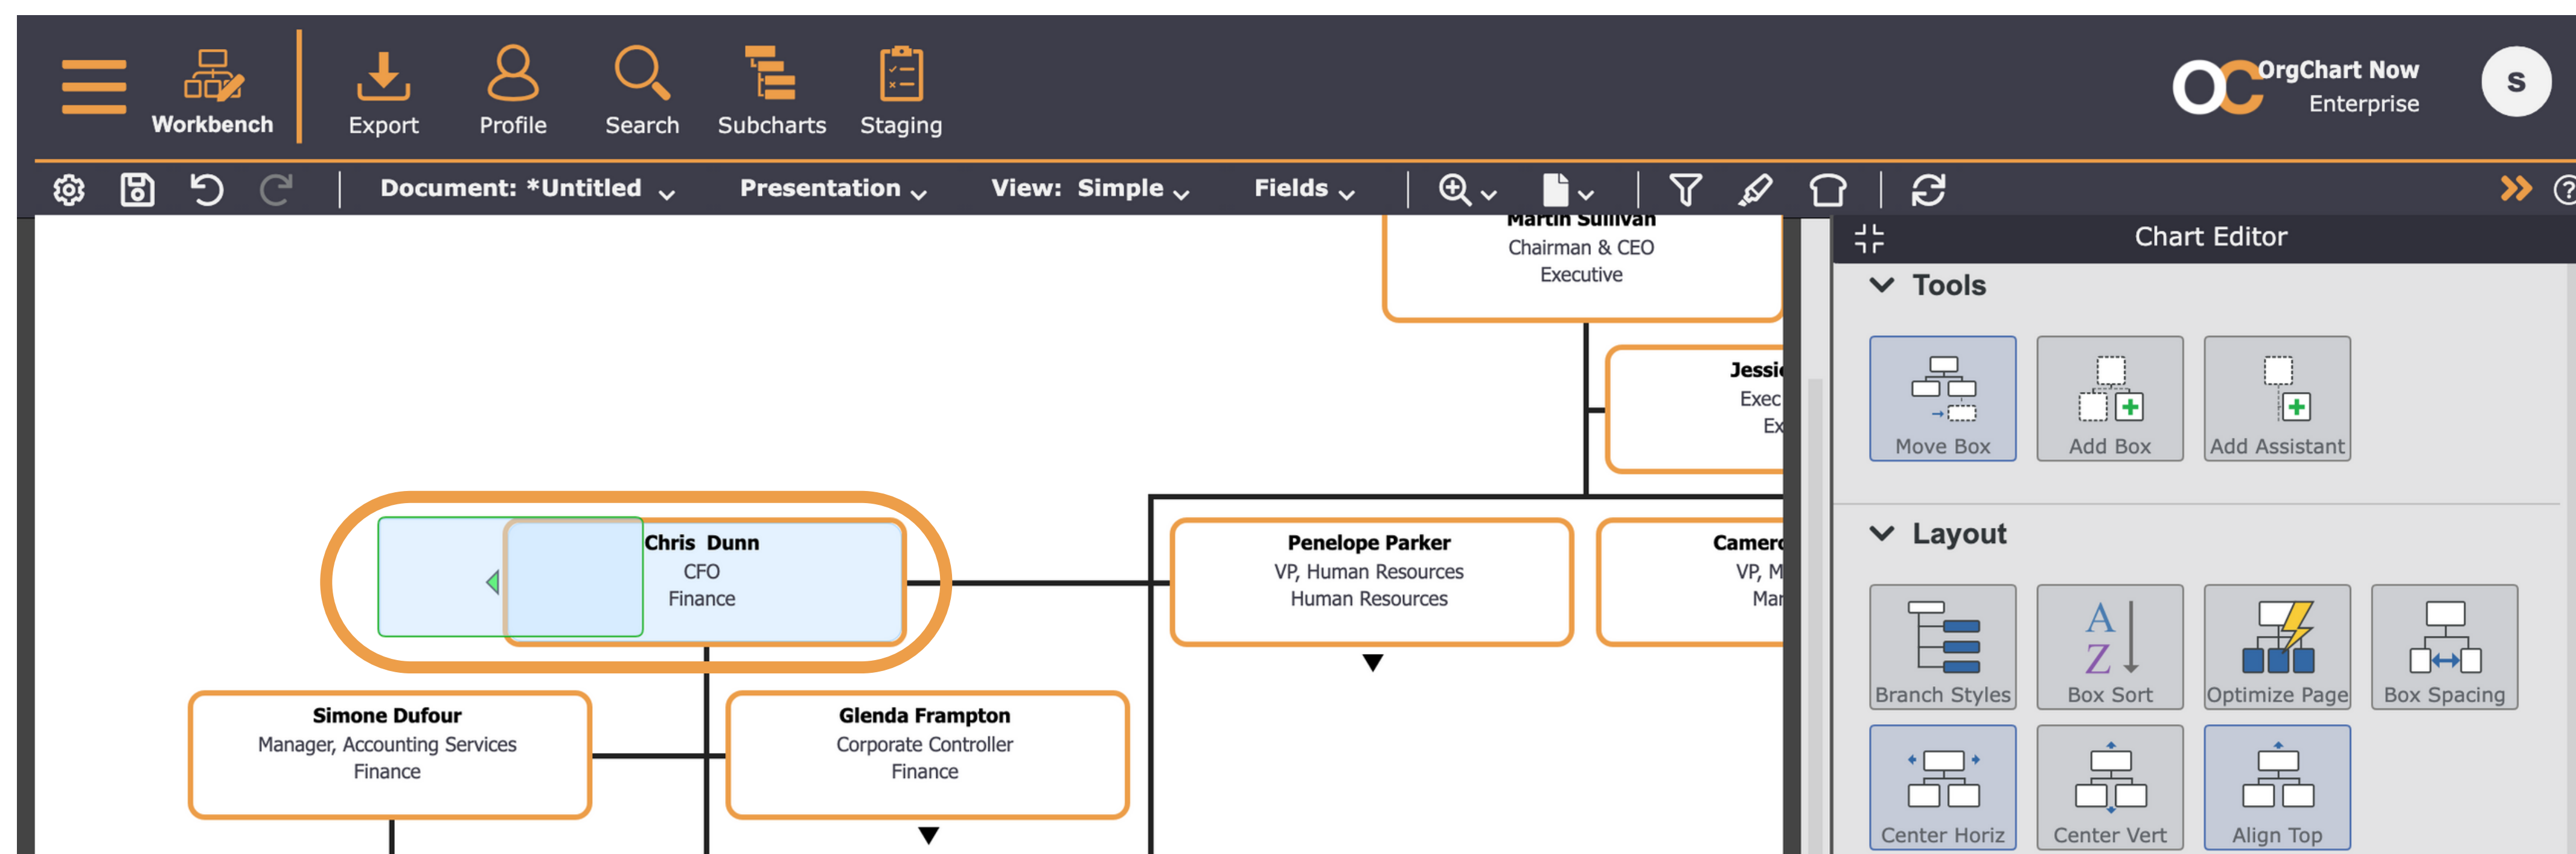 Workbench
Export
Profile
Search
Subcharts
Staging
OC
OrgChart Now
Enterprise
S
Document: *Untitled
Presentation
View: Simple
Fields
Martin Sullivan
Chairman & CEO
Executive
Chart Editor
Tools
Move Box
Add Box
Add Assistant
Chris Dunn
CFO
Finance
Penelope Parker
VP, Human Resources
Human Resources
Layout
A
Z
Branch Styles
Box Sort
Optimize Page
Box Spacing
Simone Dufour
Manager, Accounting Services
Finance
Glenda Frampton
Corporate Controller
Finance
Center Horiz
Center Vert
Align Top